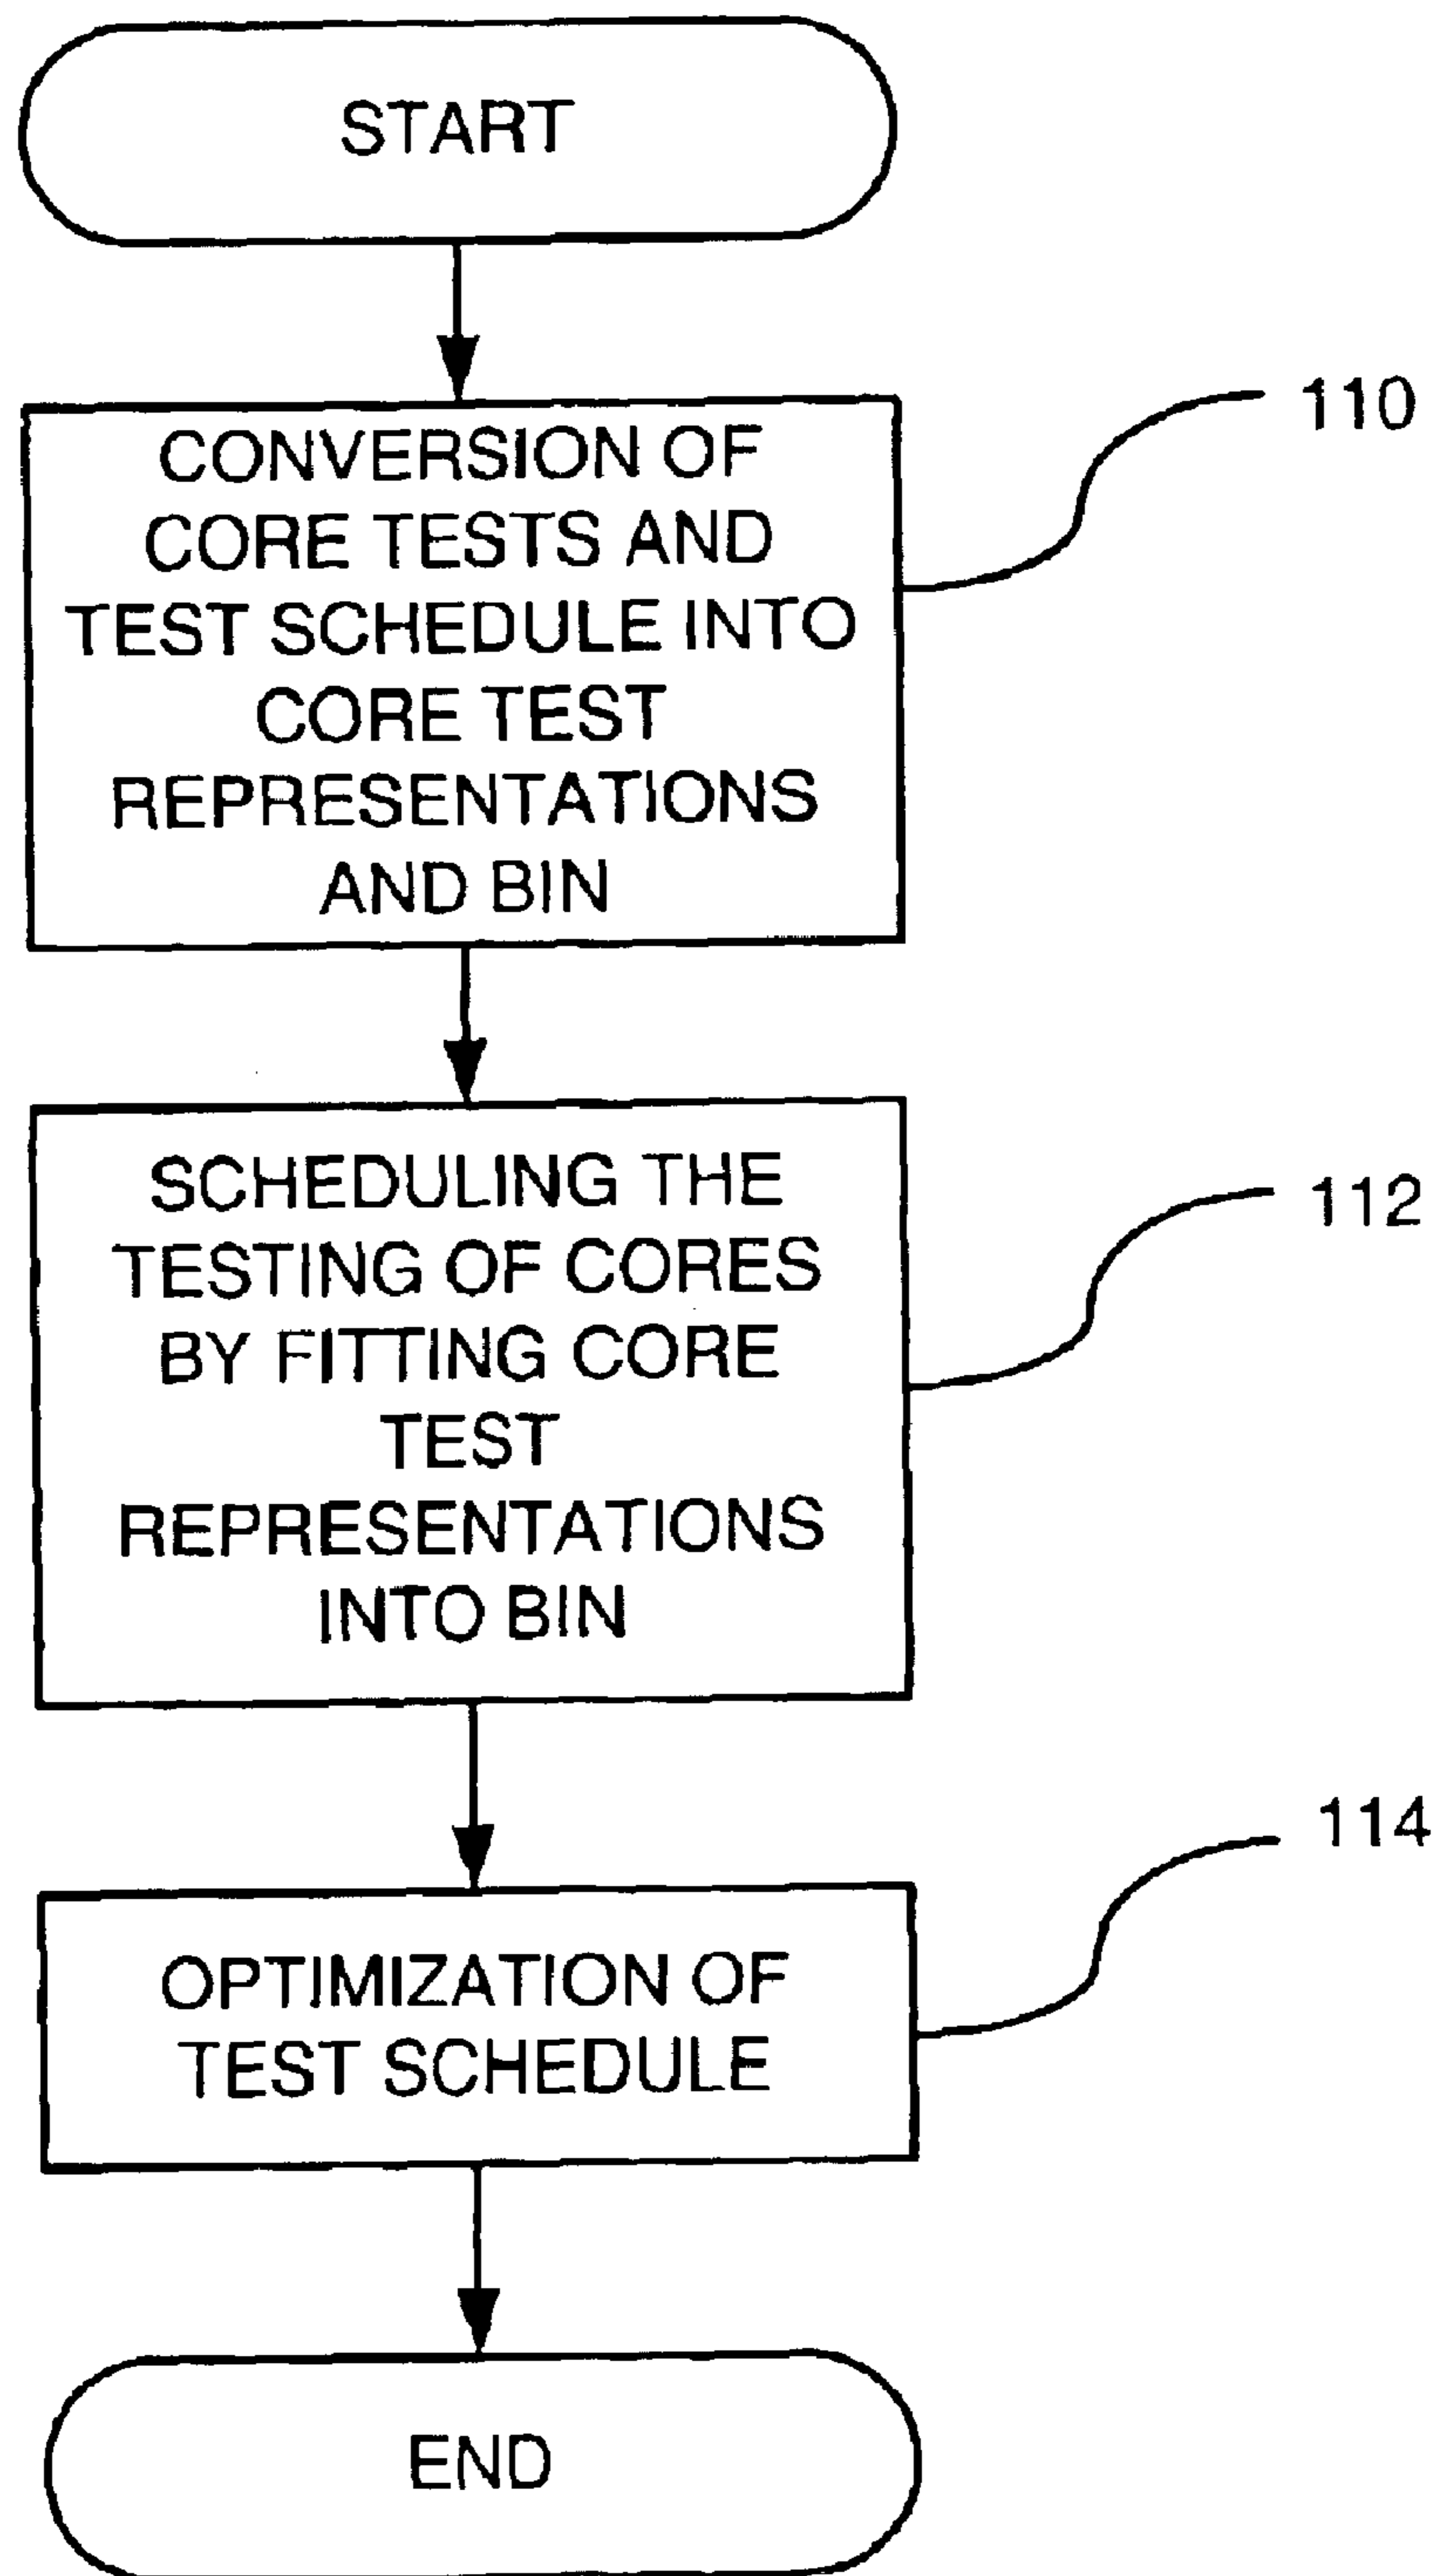 START
CONVERSION OF
CORE TESTS AND
TEST SCHEDULE INTO
CORE TEST
REPRESENTATIONS
AND BIN
110
SCHEDULING THE
TESTING OF CORES
BY FITTING CORE
TEST
REPRESENTATIONS
INTO BIN
112
OPTIMIZATION OF
TEST SCHEDULE
114
END